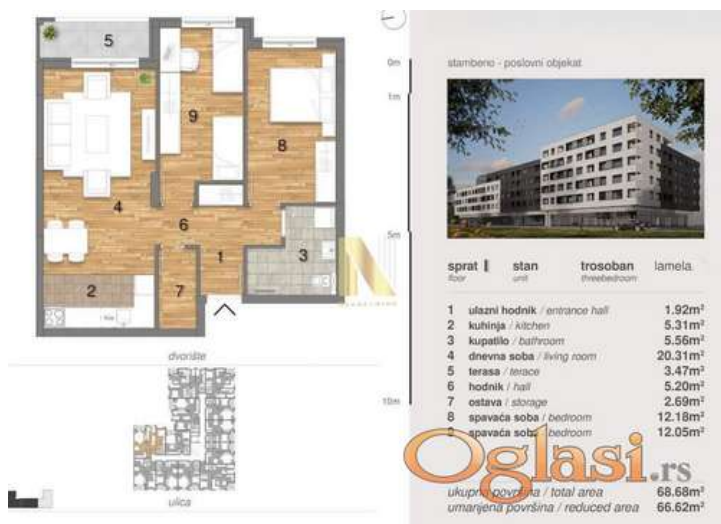 5
9
8
4
6
1
3
2
7
dvorište
ulica
0m
1m
5m
10m
stambeno - poslovni objekat
sprat I stan trosoban lamela
floor unit threebedroom
1 ulazni hodnik / entrance hall 1.92m²
2 kuhinja / kitchen 5.31m²
3 kupatilo / bathroom 5.56m²
4 dnevna soba / living room 20.31m²
5 terasa / terace 3.47m²
6 hodnik / hall 5.20m²
7 ostava / storage 2.69m²
8 spavaća soba / bedroom 12.18m²
9 spavaća soba / bedroom 12.05m²
Oglasi.rs
ukupna površina / total area 68.68m²
umanjena površina / reduced area 66.62m²